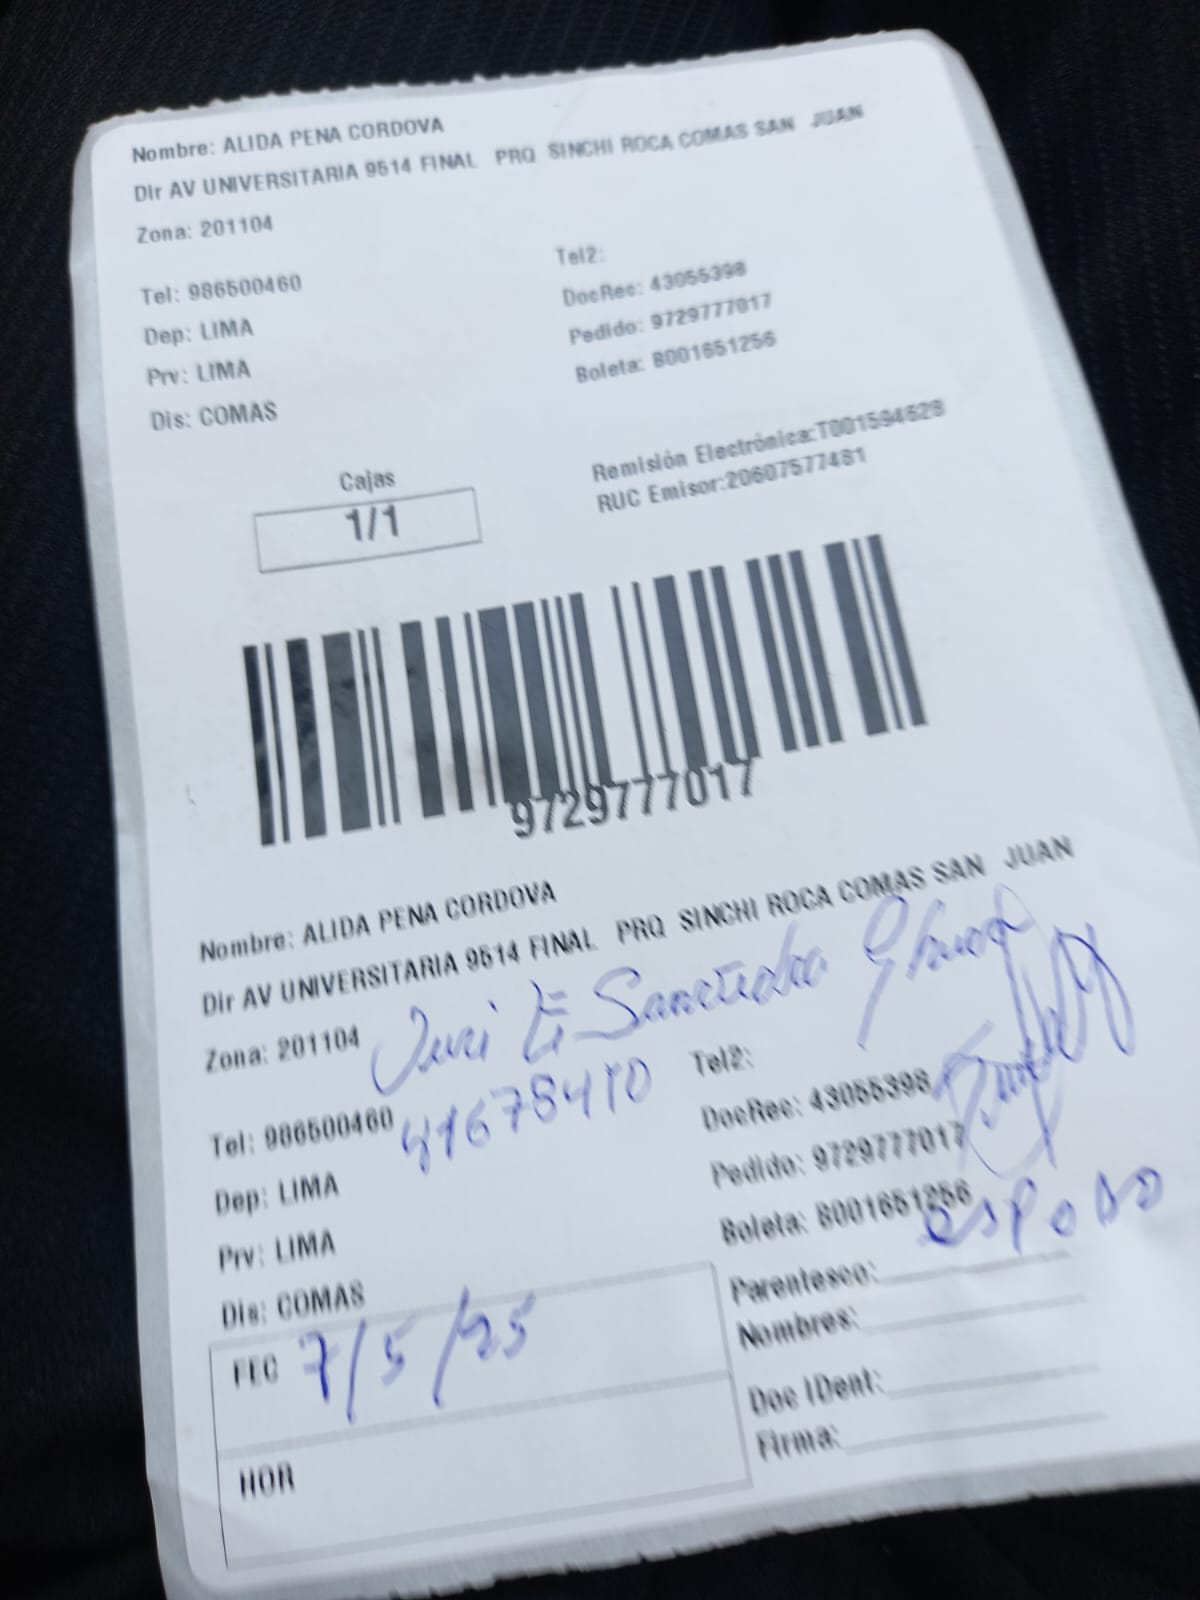 Nombre: ALIDA PENA CORDOVA
Dir AV UNIVERSITARIA 9514 FINAL PRQ SINCHI ROCA COMAS SAN JUAN
Zona: 201104
Tel2:
Tel: 986500460
DocRec: 43055398
Dep: LIMA
Pedido: 9729777017
Prv: LIMA
Boleta: B001651256
Dis: COMAS
Cajas
1/1
Remisión Electrónica:T001594628
RUC Emisor:20607577481
9729777017
Nombre: ALIDA PENA CORDOVA
Dir AV UNIVERSITARIA 9514 FINAL PRQ SINCHI ROCA COMAS SAN JUAN
Zona: 201104
Tel2:
Tel: 986500460
DocRec: 43055398
Dep: LIMA
Pedido: 9729777017
Prv: LIMA
Boleta: B001651256
esposo
Dis: COMAS
Parentesco:
Nombres:
FEC 7/5/25
Doc IDent:
Firma:
HOR